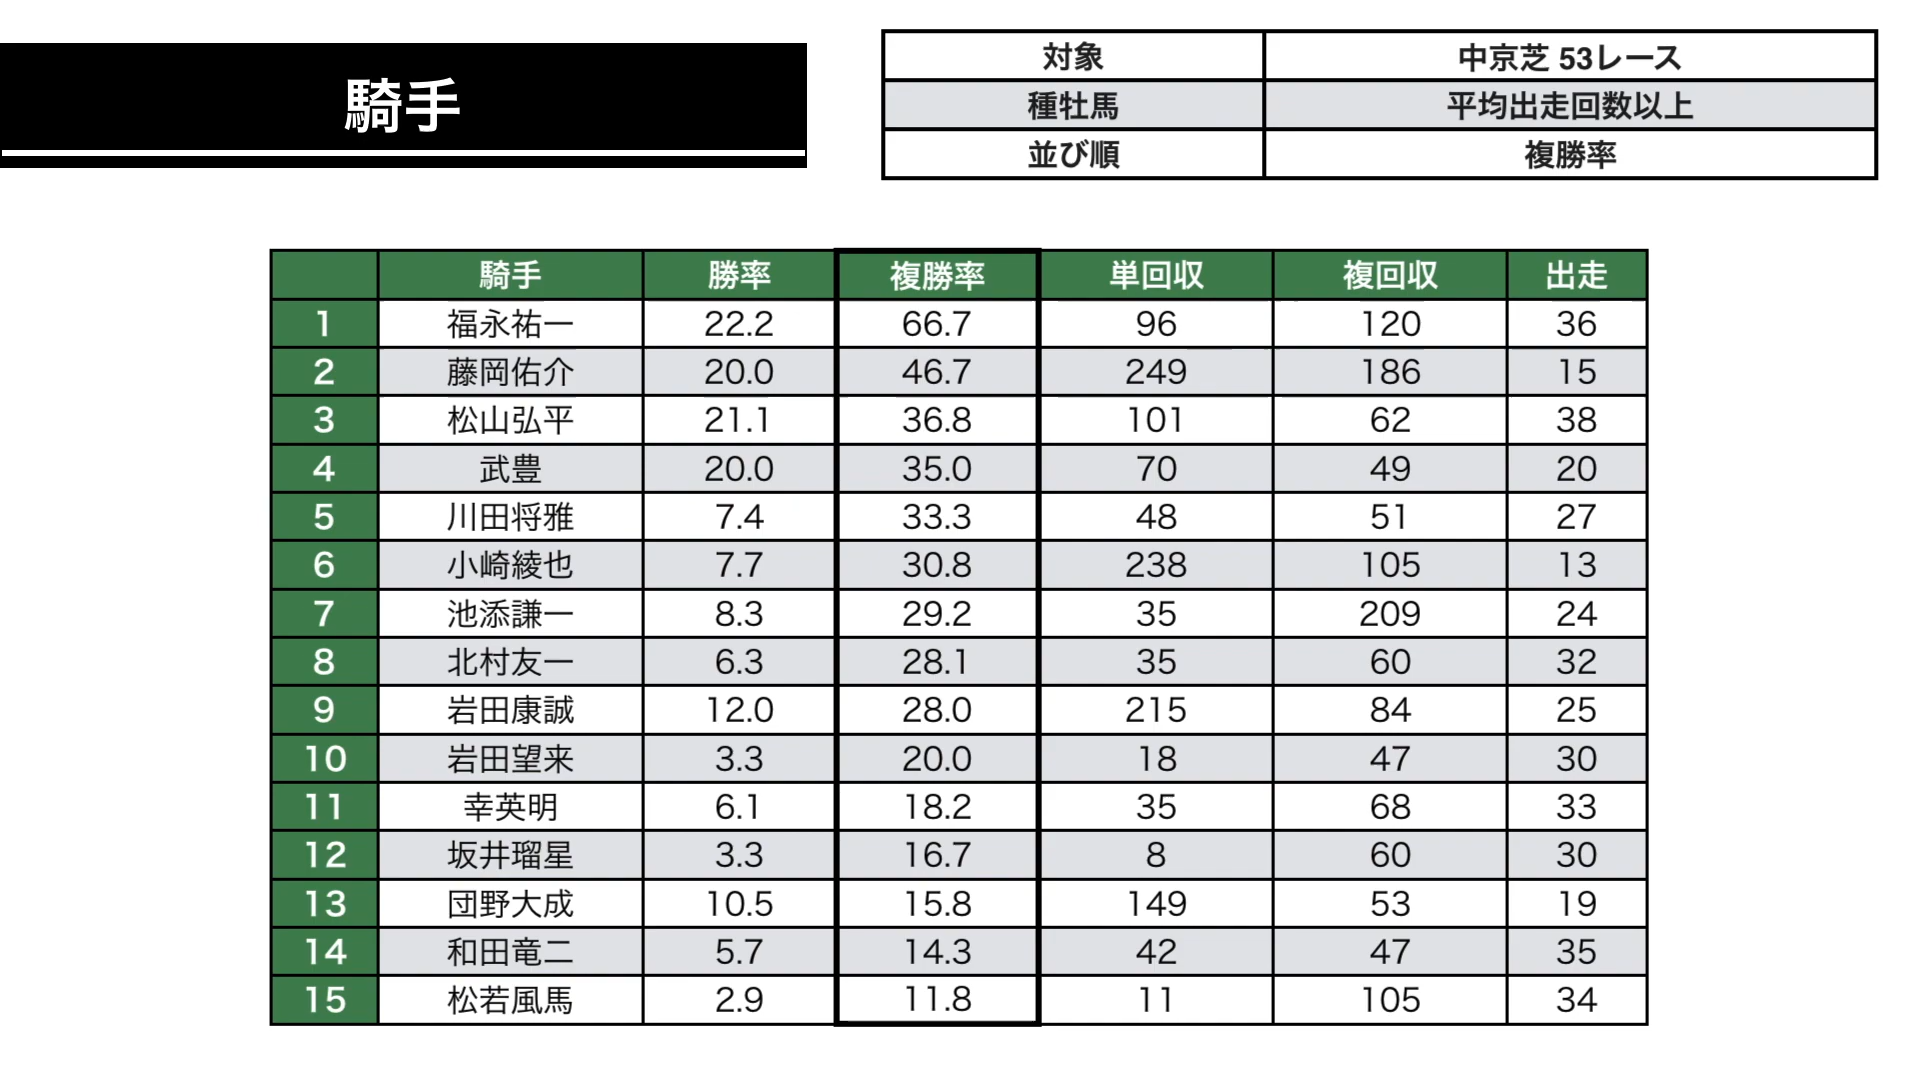 騎手
対象 中京芝 53レース
種牡馬 平均出走回数以上
並び順 複勝率
騎手 勝率 複勝率 単回収 複回収 出走
1 福永祐一 22.2 66.7 96 120 36
2 藤岡佑介 20.0 46.7 249 186 15
3 松山弘平 21.1 36.8 101 62 38
4 武豊 20.0 35.0 70 49 20
5 川田将雅 7.4 33.3 48 51 27
6 小崎綾也 7.7 30.8 238 105 13
7 池添謙一 8.3 29.2 35 209 24
8 北村友一 6.3 28.1 35 60 32
9 岩田康誠 12.0 28.0 215 84 25
10 岩田望来 3.3 20.0 18 47 30
11 幸英明 6.1 18.2 35 68 33
12 坂井瑠星 3.3 16.7 8 60 30
13 団野大成 10.5 15.8 149 53 19
14 和田竜二 5.7 14.3 42 47 35
15 松若風馬 2.9 11.8 11 105 34